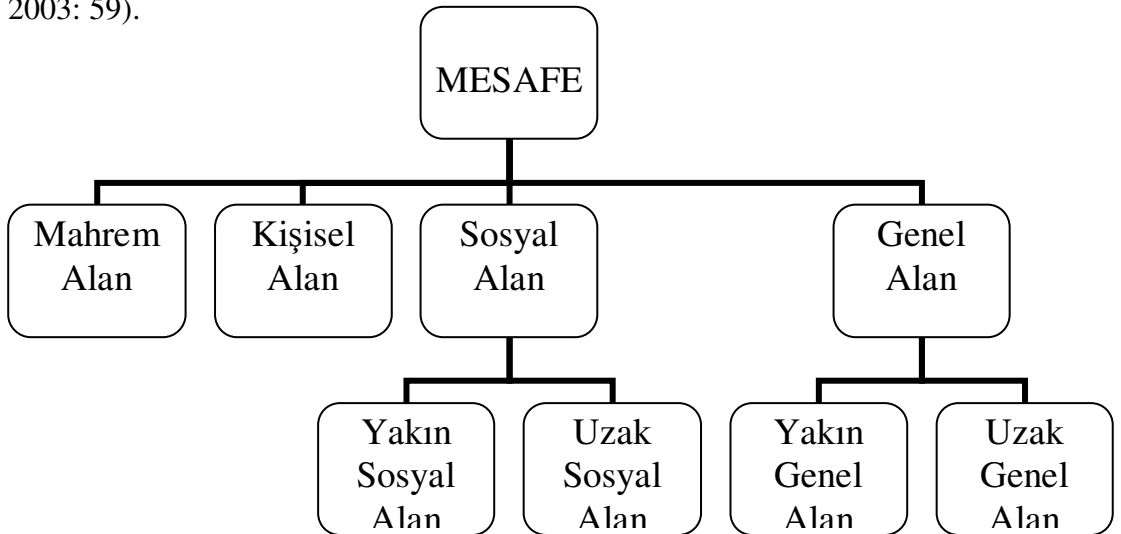 2003: 59).
MESAFE
Mahrem
Alan
Kişisel
Alan
Sosyal
Alan
Genel
Alan
Yakın
Sosyal
Alan
Uzak
Sosyal
Alan
Yakın
Genel
Alan
Uzak
Genel
Alan